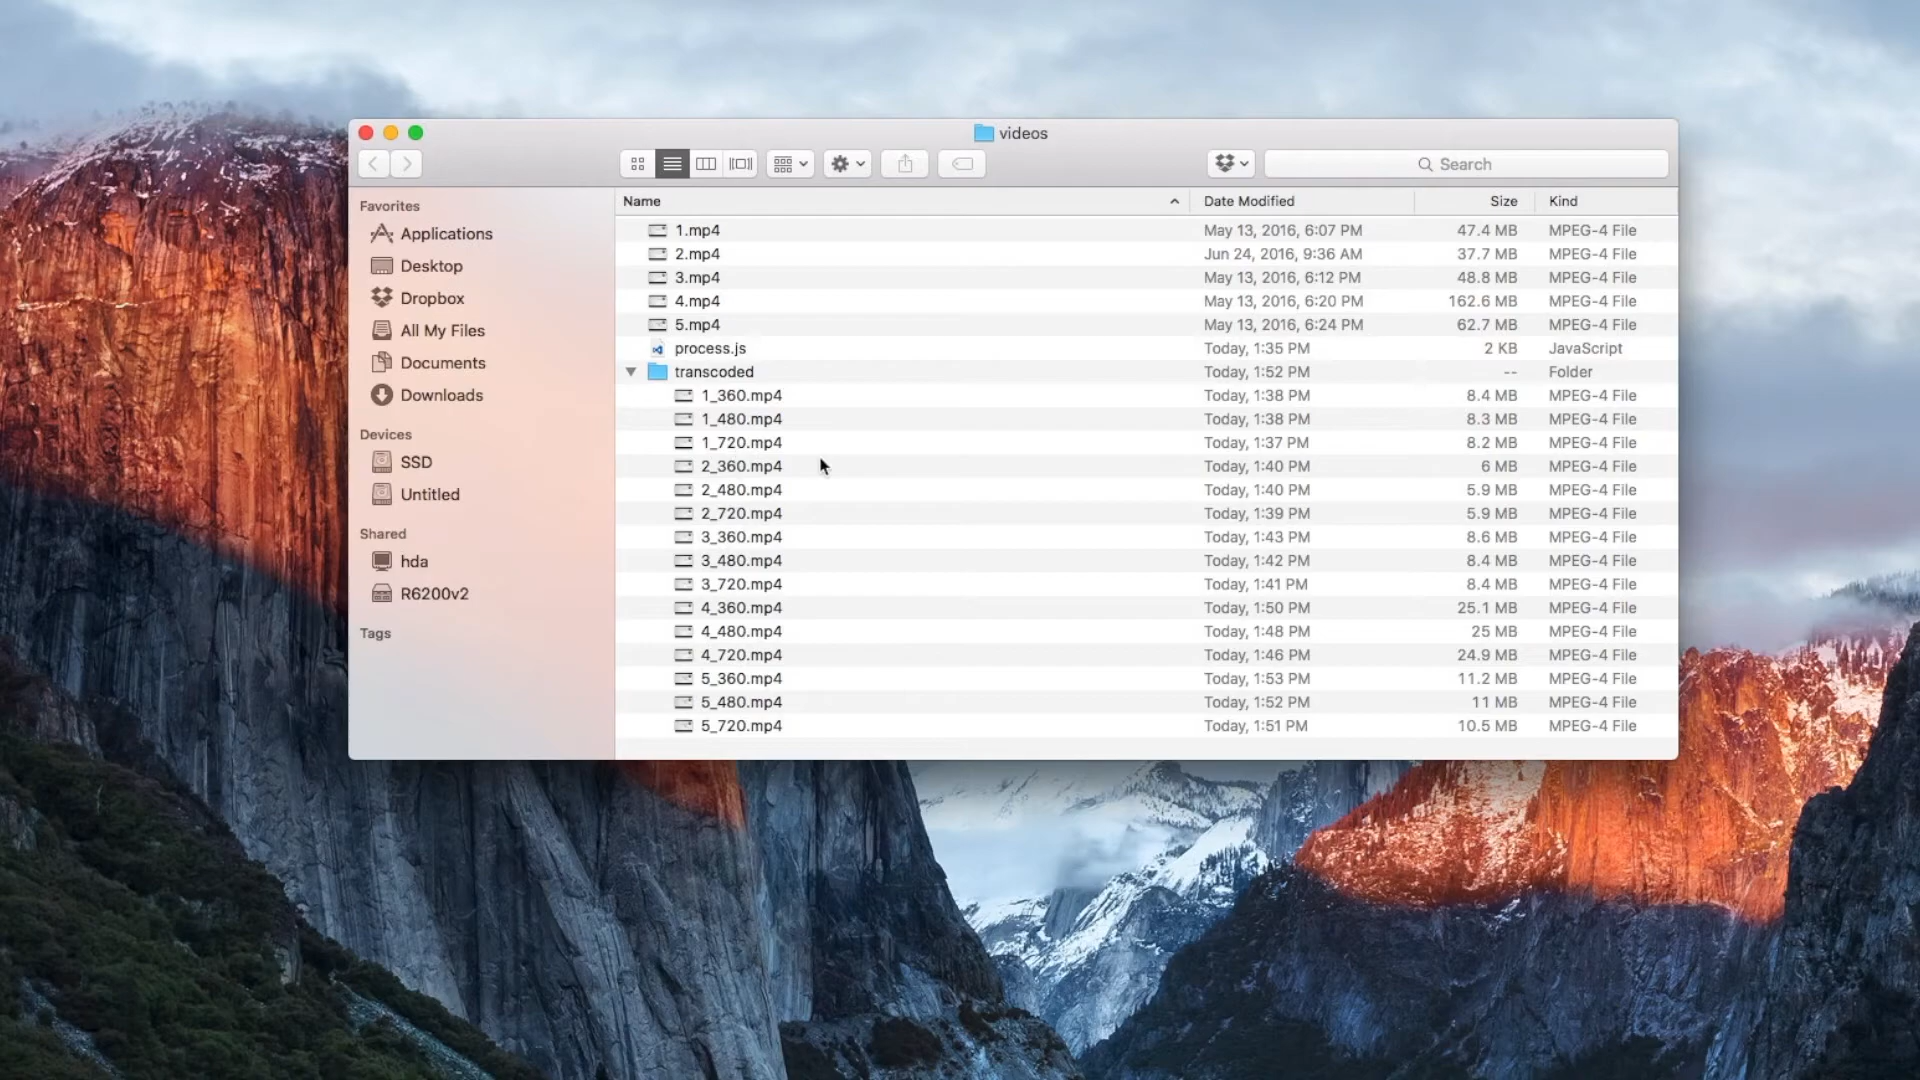 videos
Search
Favorites
Applications
Desktop
Dropbox
All My Files
Documents
Downloads
Devices
SSD
Untitled
Shared
hda
R6200v2
Tags
Name Date Modified Size Kind
1.mp4 May 13, 2016, 6:07 PM 47.4 MB MPEG-4 File
2.mp4 Jun 24, 2016, 9:36 AM 37.7 MB MPEG-4 File
3.mp4 May 13, 2016, 6:12 PM 48.8 MB MPEG-4 File
4.mp4 May 13, 2016, 6:20 PM 162.6 MB MPEG-4 File
5.mp4 May 13, 2016, 6:24 PM 62.7 MB MPEG-4 File
process.js Today, 1:35 PM 2 KB JavaScript
transcoded Today, 1:52 PM -- Folder
1_360.mp4 Today, 1:38 PM 8.4 MB MPEG-4 File
1_480.mp4 Today, 1:38 PM 8.3 MB MPEG-4 File
1_720.mp4 Today, 1:37 PM 8.2 MB MPEG-4 File
2_360.mp4 Today, 1:40 PM 6 MB MPEG-4 File
2_480.mp4 Today, 1:40 PM 5.9 MB MPEG-4 File
2_720.mp4 Today, 1:39 PM 5.9 MB MPEG-4 File
3_360.mp4 Today, 1:43 PM 8.6 MB MPEG-4 File
3_480.mp4 Today, 1:42 PM 8.4 MB MPEG-4 File
3_720.mp4 Today, 1:41 PM 8.4 MB MPEG-4 File
4_360.mp4 Today, 1:50 PM 25.1 MB MPEG-4 File
4_480.mp4 Today, 1:48 PM 25 MB MPEG-4 File
4_720.mp4 Today, 1:46 PM 24.9 MB MPEG-4 File
5_360.mp4 Today, 1:53 PM 11.2 MB MPEG-4 File
5_480.mp4 Today, 1:52 PM 11 MB MPEG-4 File
5_720.mp4 Today, 1:51 PM 10.5 MB MPEG-4 File